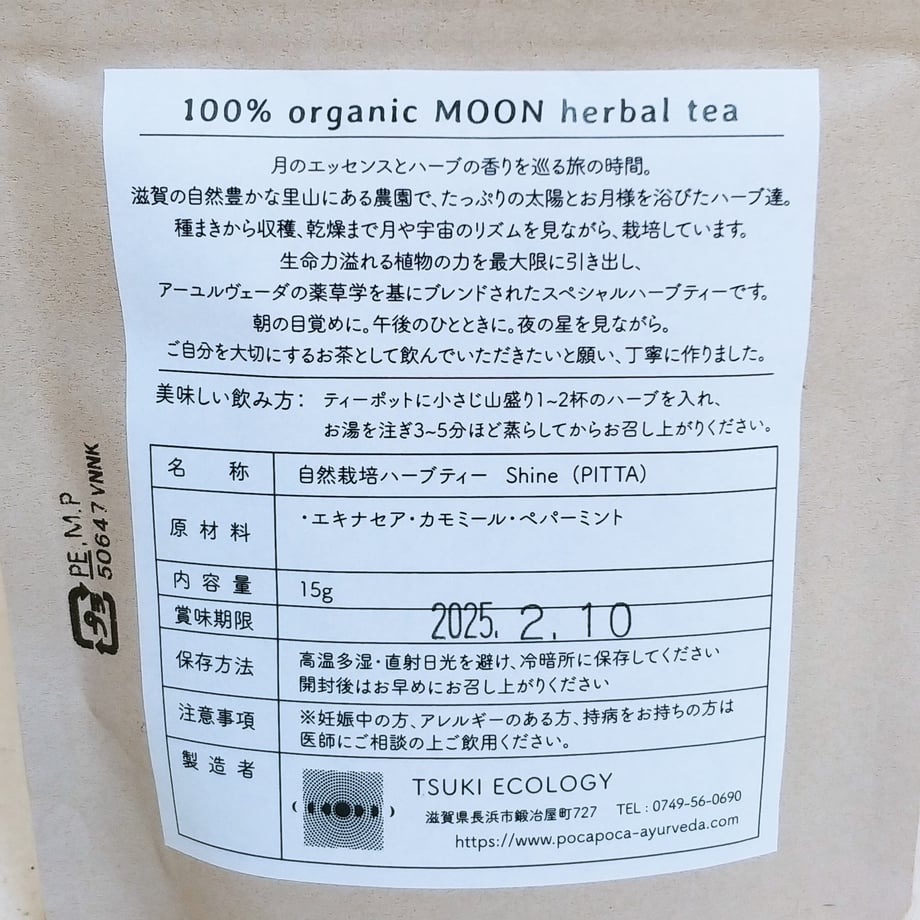 100% organic MOON herbal tea
月のエッセンスとハーブの香りを巡る旅の時間。
滋賀の自然豊かな里山にある農園で、たっぷりの太陽とお月様を浴びたハーブ達。
種まきから収穫、乾燥まで月や宇宙のリズムを見ながら、栽培しています。
生命力溢れる植物の力を最大限に引き出し、
アーユルヴェーダの薬草学を基にブレンドされたスペシャルハーブティーです。
朝の目覚めに。午後のひとときに。夜の星を見ながら。
ご自分を大切にするお茶として飲んでいただきたいと願い、丁寧に作りました。
美味しい飲み方: ティーポットに小さじ山盛り1~2杯のハーブを入れ、
お湯を注ぎ3~5分ほど蒸らしてからお召し上がりください。
名 称 自然栽培ハーブティー Shine (PITTA)
原材料 ・エキナセア・カモミール・ペパーミント
内容量 15g
賞味期限 2025. 2. 10
保存方法 高温多湿・直射日光を避け、冷暗所に保存してください
開封後はお早めにお召し上がりください
注意事項 ※妊娠中の方、アレルギーのある方、持病をお持ちの方は
医師にご相談の上ご飲用ください。
製造者 TSUKI ECOLOGY
滋賀県長浜市鍛冶屋町727 TEL : 0749-56-0690
https://www.pocapoca-ayurveda.com
プラ
PE, M, P
50647 VNNK